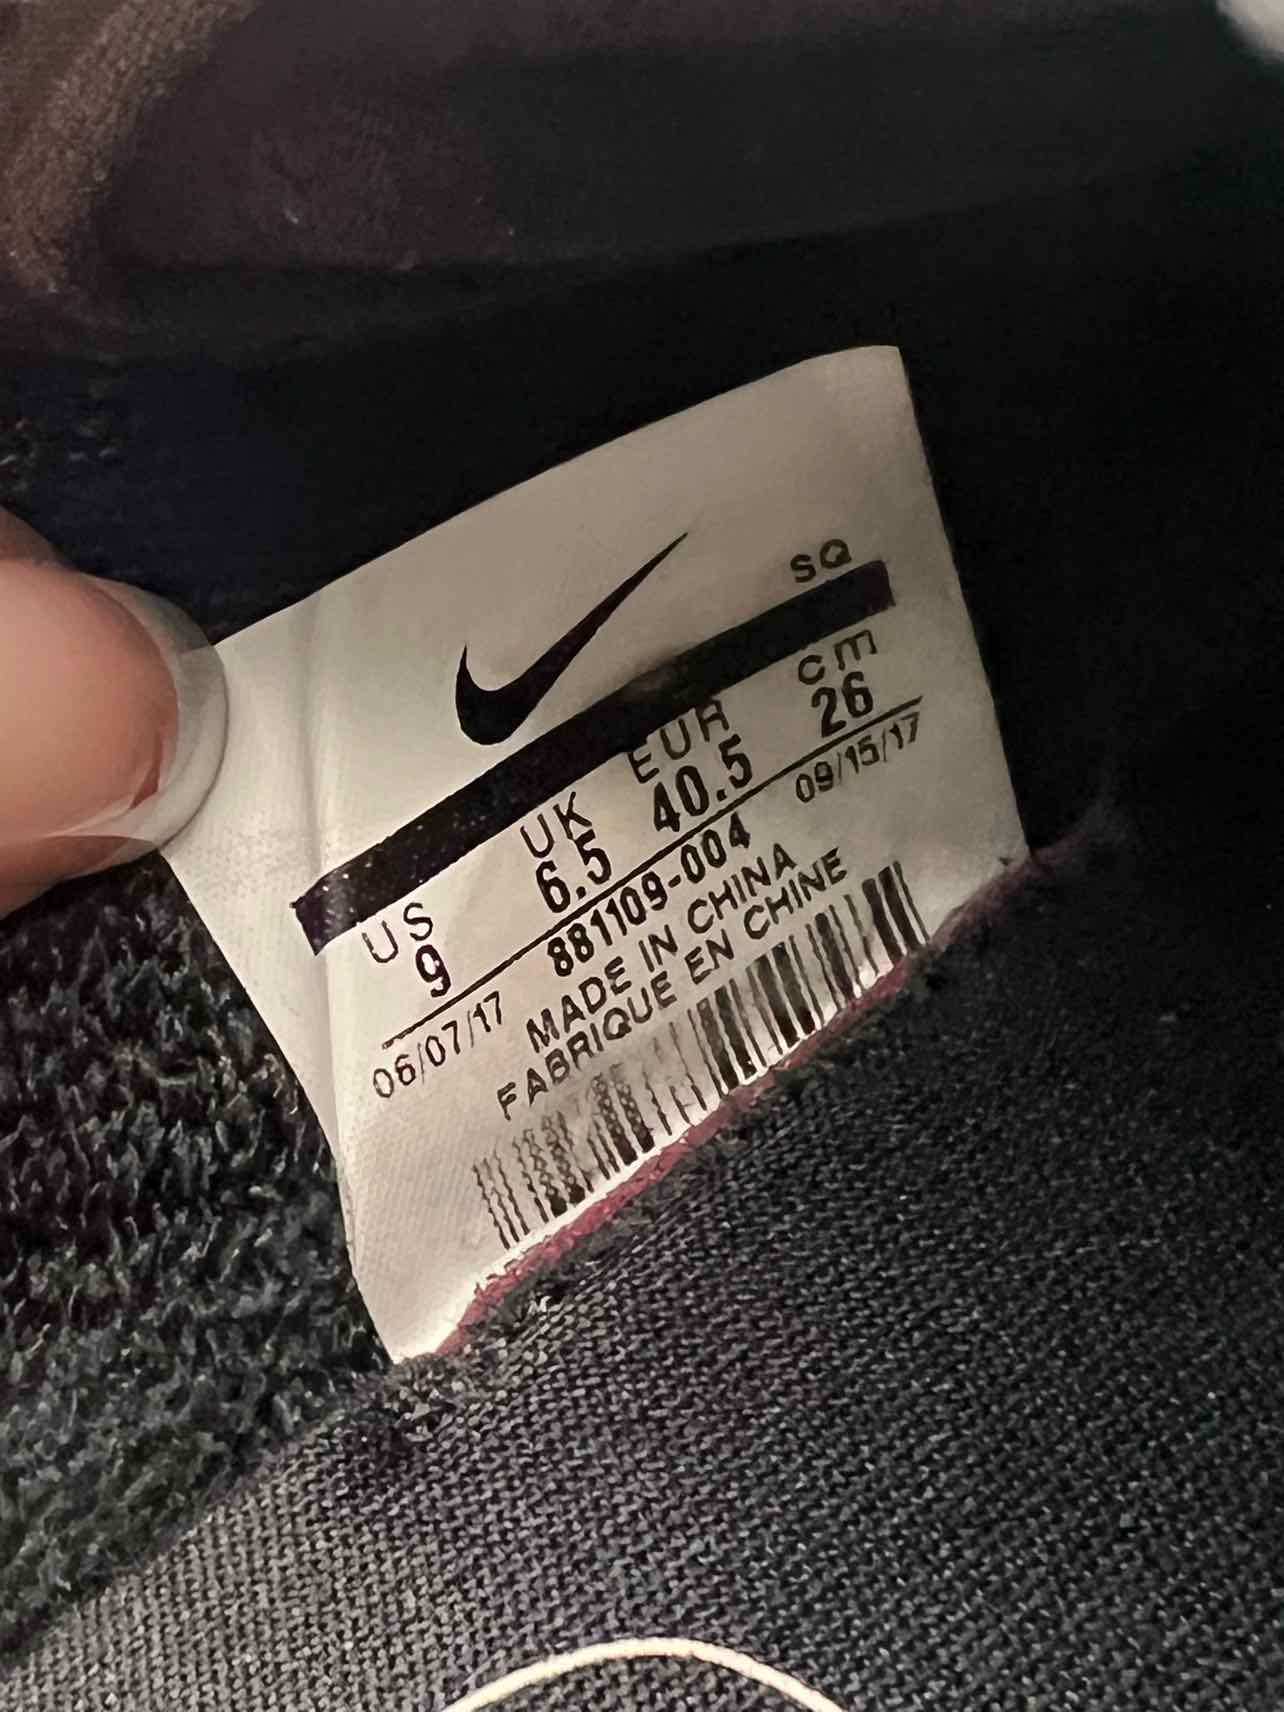 SQ
US UK EUR cm
9 6.5 40.5 26
06/07/17 881109-004 09/15/17
MADE IN CHINA
FABRIQUE EN CHINE